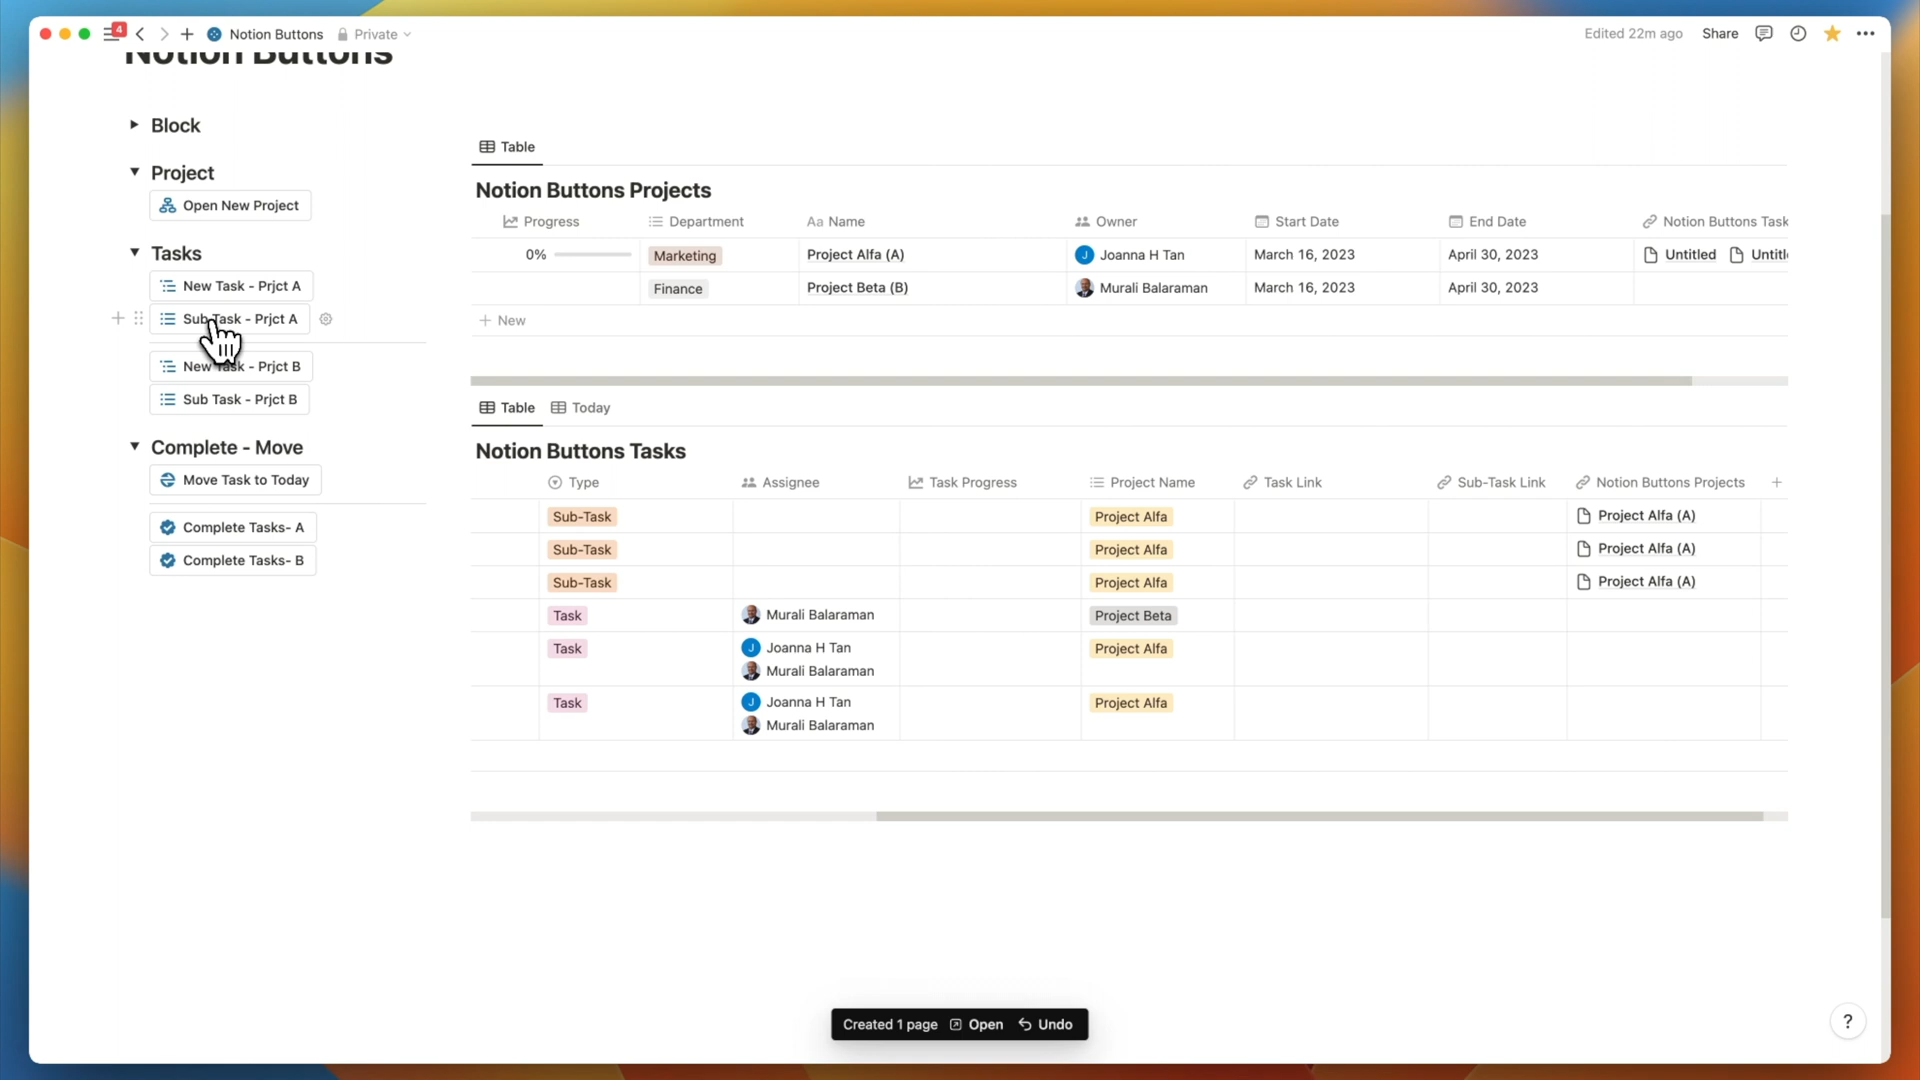 4
Notion Buttons
Private
Edited 22m ago
Share
Notion Buttons
Block
Project
Open New Project
Tasks
New Task - Prjct A
Sub Task - Prjct A
New Task - Prjct B
Sub Task - Prjct B
Complete - Move
Move Task to Today
Complete Tasks- A
Complete Tasks- B
Table
Notion Buttons Projects
Progress Department Aa Name Owner Start Date End Date Notion Buttons Task
0% Marketing Project Alfa (A) J Joanna H Tan March 16, 2023 April 30, 2023 Untitled Untitl
Finance Project Beta (B) Murali Balaraman March 16, 2023 April 30, 2023
New
Table Today
Notion Buttons Tasks
Type Assignee Task Progress Project Name Task Link Sub-Task Link Notion Buttons Projects
Sub-Task Project Alfa Project Alfa (A)
Sub-Task Project Alfa Project Alfa (A)
Sub-Task Project Alfa Project Alfa (A)
Task Murali Balaraman Project Beta
Task J Joanna H Tan Project Alfa
Murali Balaraman
Task J Joanna H Tan Project Alfa
Murali Balaraman
Created 1 page Open Undo
?